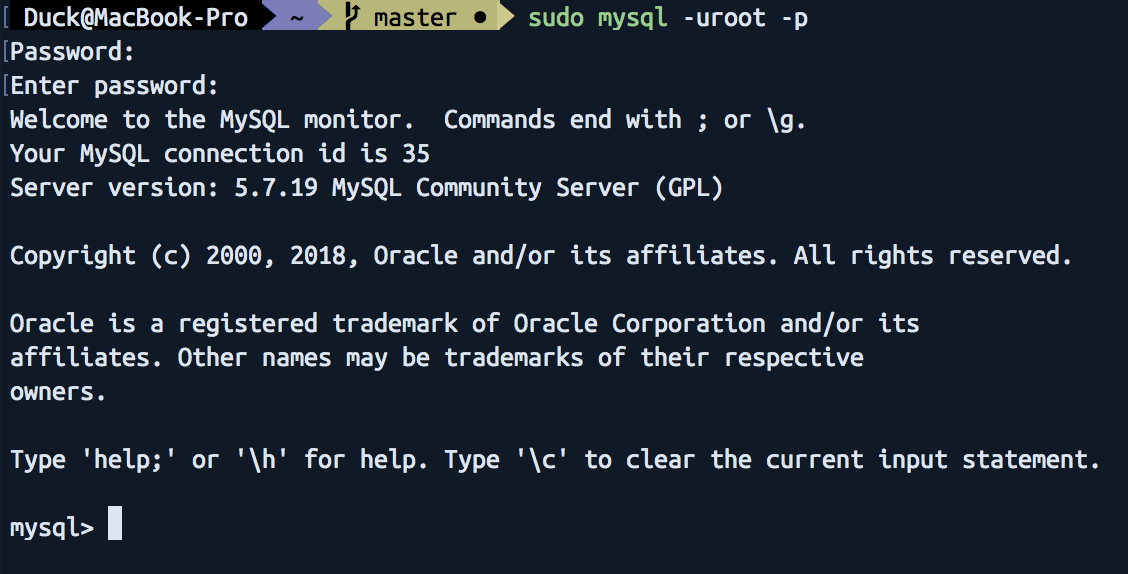 Duck@MacBook-Pro ~ master ● sudo mysql -uroot -p
[Password:
[Enter password:
Welcome to the MySQL monitor.  Commands end with ; or \g.
Your MySQL connection id is 35
Server version: 5.7.19 MySQL Community Server (GPL)
Copyright (c) 2000, 2018, Oracle and/or its affiliates. All rights reserved.
Oracle is a registered trademark of Oracle Corporation and/or its
affiliates. Other names may be trademarks of their respective
owners.
Type 'help;' or '\h' for help. Type '\c' to clear the current input statement.
mysql>